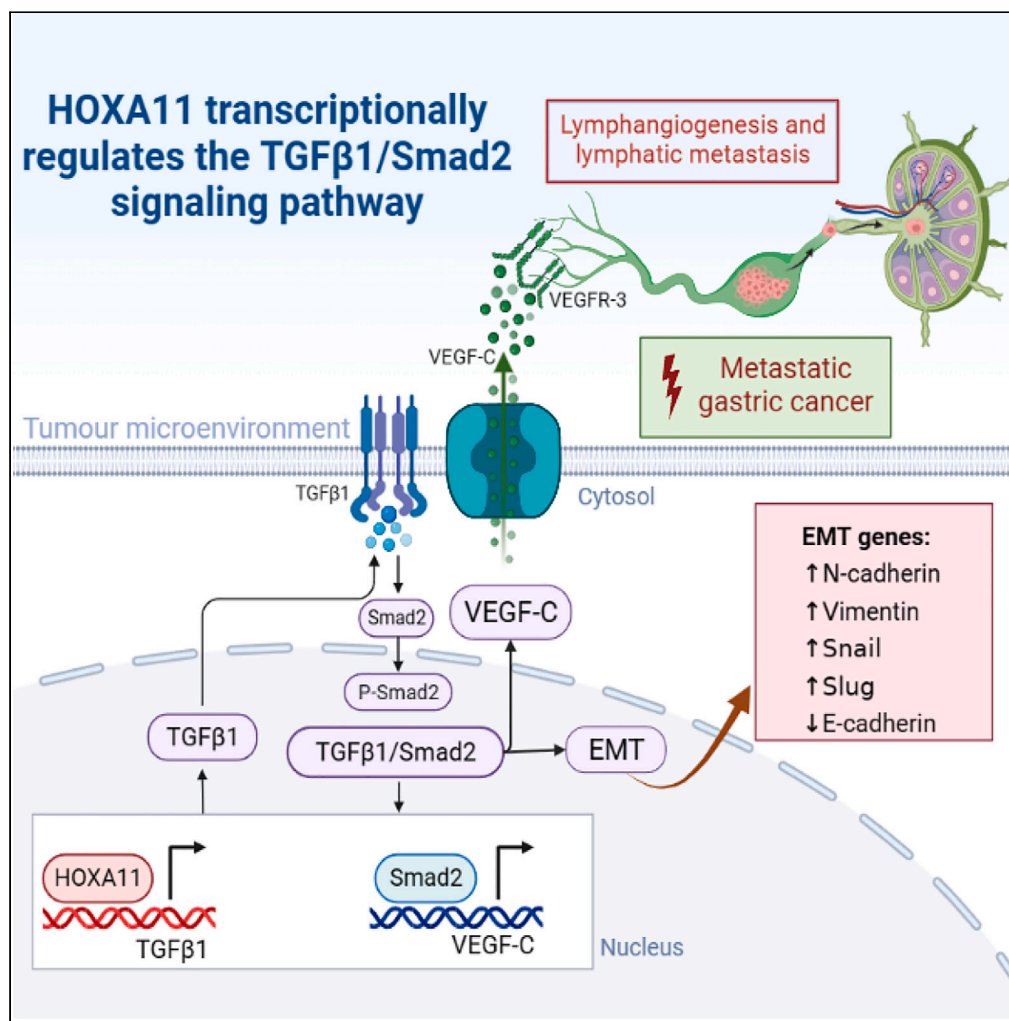 HOXA11 transcriptionally
regulates the TGFβ1/Smad2
signaling pathway
Lymphangiogenesis and
lymphatic metastasis
VEGFR-3
VEGF-C
Metastatic
gastric cancer
Tumour microenvironment
TGFβ1
Cytosol
EMT genes:
↑N-cadherin
↑Vimentin
↑Snail
↑Slug
↓E-cadherin
Smad2
VEGF-C
P-Smad2
TGFβ1
TGFβ1/Smad2
EMT
HOXA11
TGFβ1
Smad2
VEGF-C
Nucleus